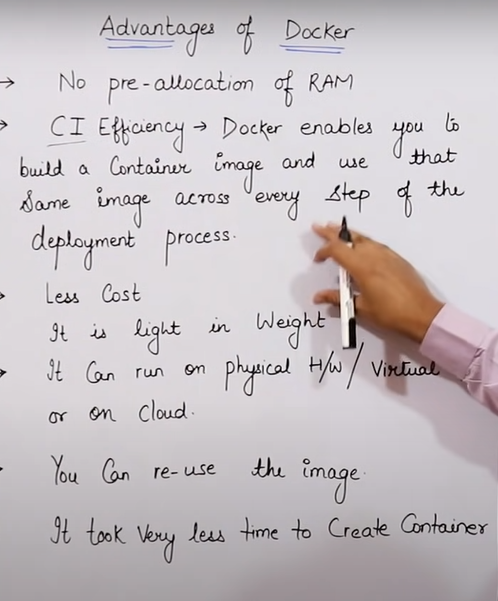 Advantages of Docker
→ No pre-allocation of RAM
→ CI Efficiency → Docker enables you to
build a Container image and use that
Same image across every step of the
deployment process.
→ Less Cost
It is light in Weight
→ It Can run on physical H/W / Virtual
or on Cloud.
You Can re-use the image.
It took Very less time to Create Container